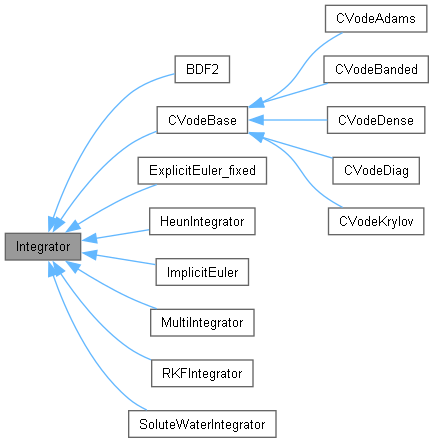 CVodeAdams
BDF2
CVodeBanded
CVodeBase
CVodeDense
ExplicitEuler_fixed
CVodeDiag
HeunIntegrator
CVodeKrylov
Integrator
ImplicitEuler
MultiIntegrator
RKFIntegrator
SoluteWaterIntegrator